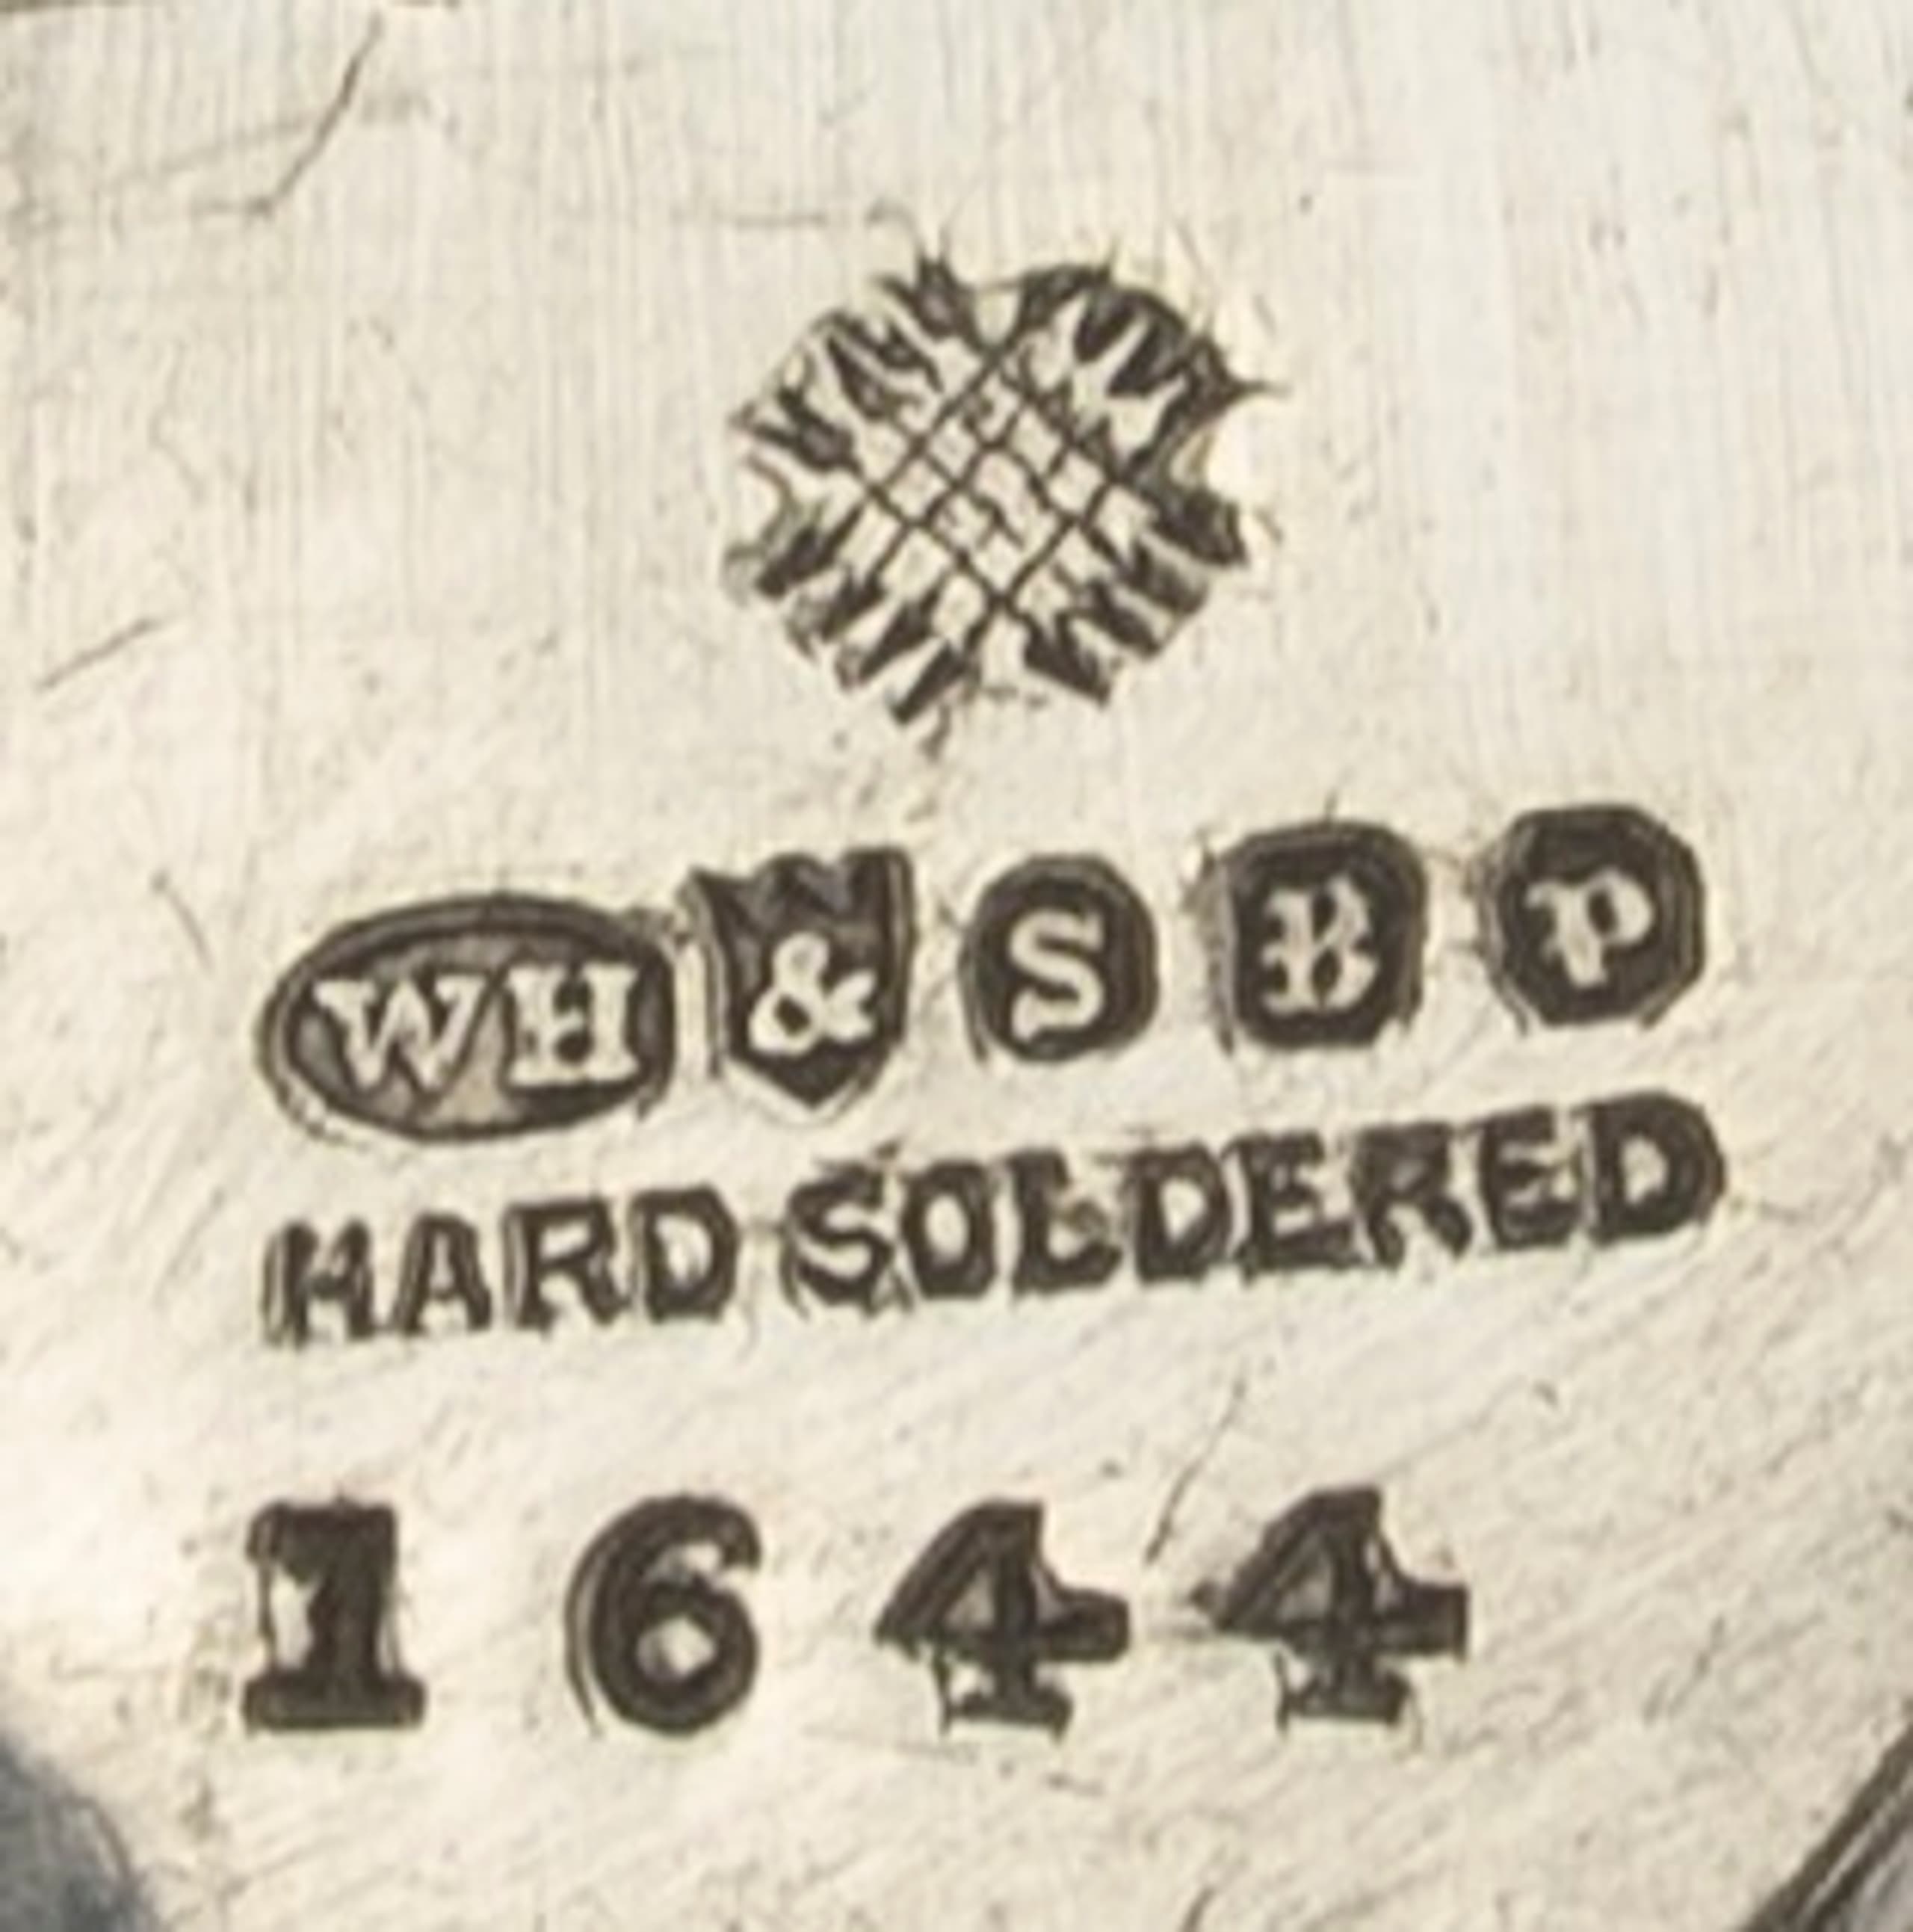 WH & S B P
HARD SOLDERED
1644